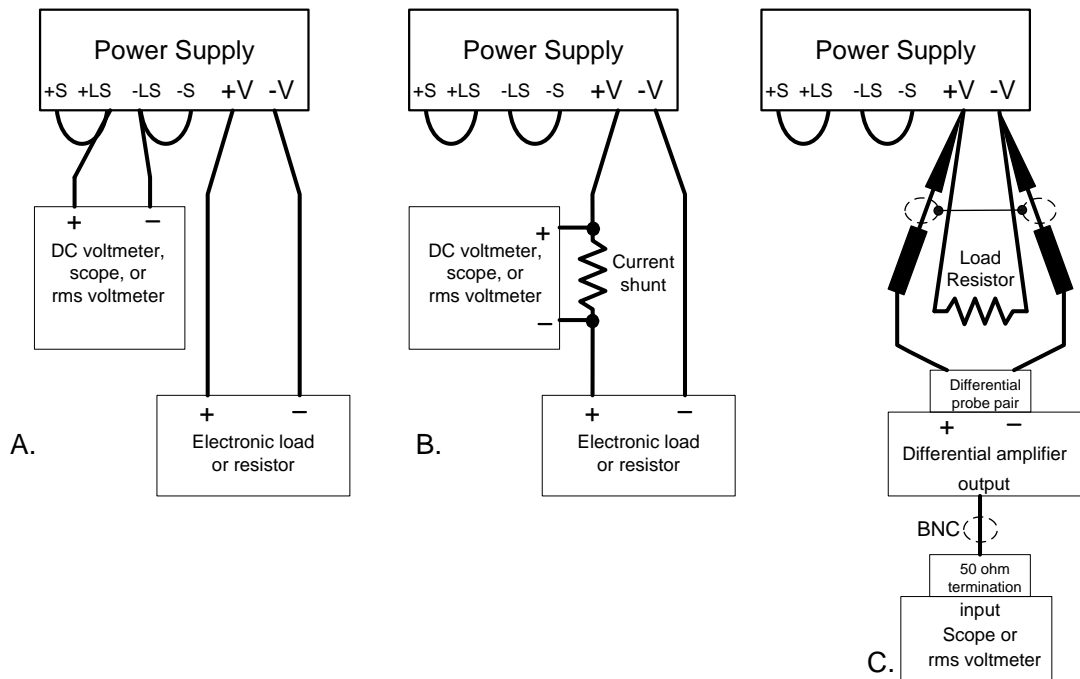 Power Supply
+S +LS -LS -S +V -V
+ −
DC voltmeter,
scope, or
rms voltmeter
+ −
Electronic load
or resistor
A.
Power Supply
+S +LS -LS -S +V -V
+
DC voltmeter,
scope, or
rms voltmeter
−
Current
shunt
+ −
Electronic load
or resistor
B.
Power Supply
+S +LS -LS -S +V -V
Load
Resistor
Differential
probe pair
+ −
Differential amplifier
output
BNC
50 ohm
termination
input
Scope or
rms voltmeter
C.